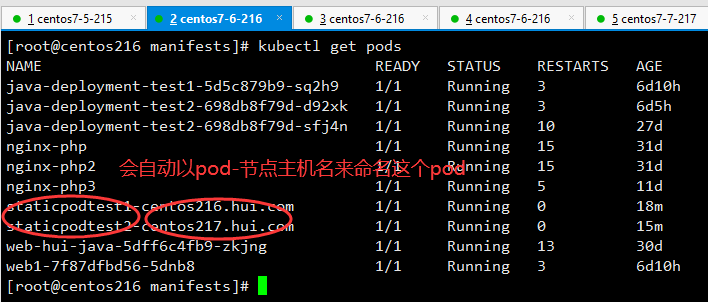 1 centos7-5-215 2 centos7-6-216 3 centos7-6-216 4 centos7-6-216 5 centos7-7-217
[root@centos216 manifests]# kubectl get pods
NAME READY STATUS RESTARTS AGE
java-deployment-test1-5d5c879b9-sq2h9 1/1 Running 3 6d10h
java-deployment-test2-698db8f79d-d92xk 1/1 Running 3 6d5h
java-deployment-test2-698db8f79d-sfj4n 1/1 Running 10 27d
nginx-php 1/1 Running 15 31d
nginx-php2 1/1 Running 15 31d
会自动以pod-节点主机名来命名这个pod
nginx-php3 1/1 Running 5 11d
staticpodtest1-centos216.hui.com 1/1 Running 0 18m
staticpodtest2-centos217.hui.com 1/1 Running 0 15m
web-hui-java-5dff6c4fb9-zkjng 1/1 Running 13 30d
web1-7f87dfbd56-5dnb8 1/1 Running 3 6d10h
[root@centos216 manifests]#